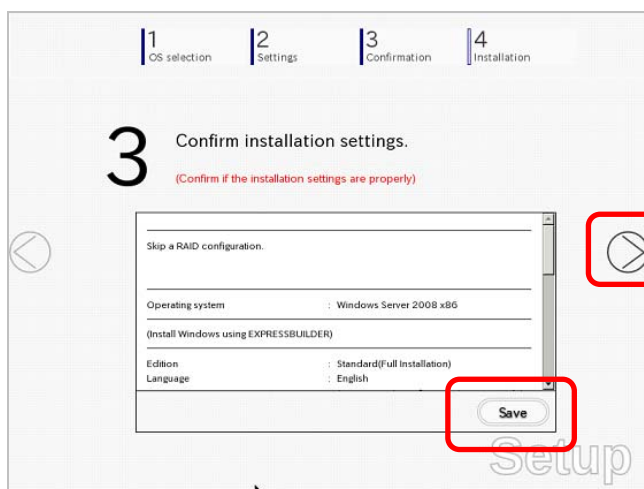 1
OS selection
2
Settings
3
Confirmation
4
Installation
3
Confirm installation settings.
(Confirm if the installation settings are properly)
Skip a RAID configuration.
Operating system : Windows Server 2008 x86
(Install Windows using EXPRESSBUILDER)
Edition : Standard(Full Installation)
Language : English
Save
Setup